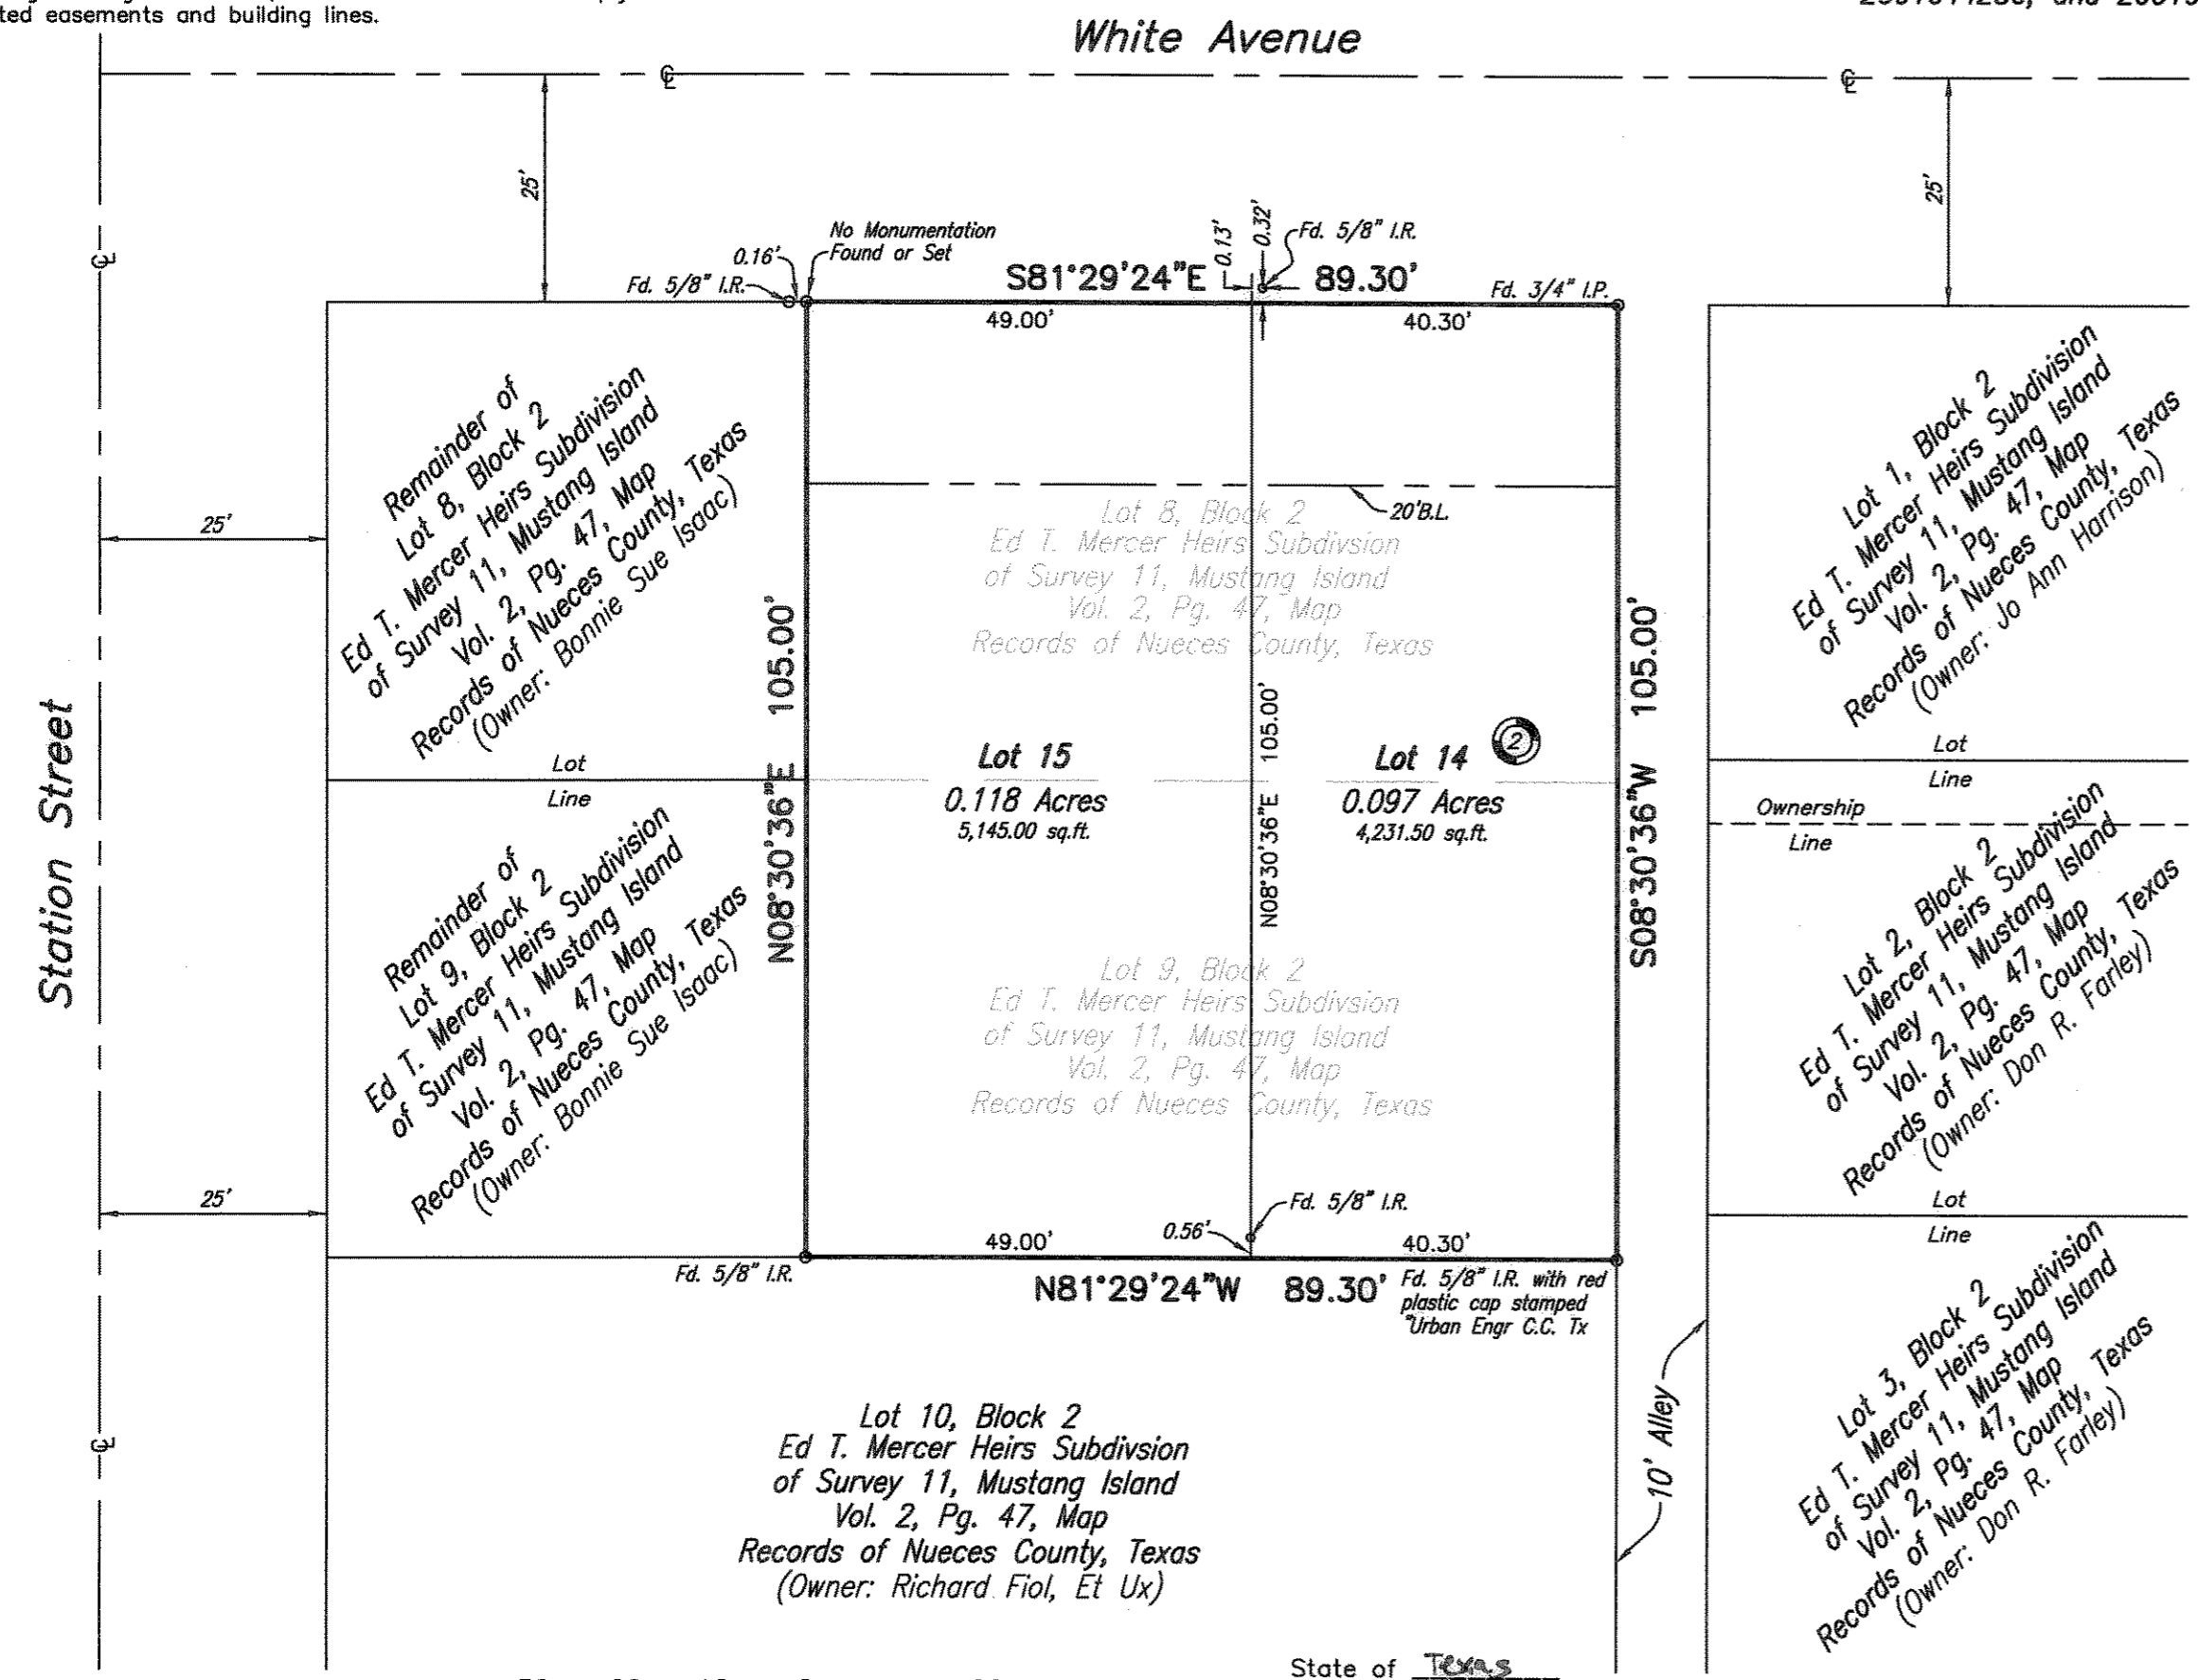 ted easements and building lines.
White Avenue
℄
℄
25'
25'
No Monumentation
Found or Set
0.16'
Fd. 5/8" I.R.
S81°29'24"E
0.13'
0.32'
Fd. 5/8" I.R.
89.30'
Fd. 3/4" I.P.
49.00'
40.30'
℄
25'
Station Street
25'
℄
Remainder of
Lot 8, Block 2
Ed T. Mercer Heirs Subdivision
of Survey 11, Mustang Island
Vol. 2, Pg. 47, Map
Records of Nueces County, Texas
(Owner: Bonnie Sue Isaac)
Lot
Line
Remainder of
Lot 9, Block 2
Ed T. Mercer Heirs Subdivision
of Survey 11, Mustang Island
Vol. 2, Pg. 47, Map
Records of Nueces County, Texas
(Owner: Bonnie Sue Isaac)
N08°30'36"E 105.00'
20'B.L.
Lot 8, Block 2
Ed T. Mercer Heirs Subdivsion
of Survey 11, Mustang Island
Vol. 2, Pg. 47, Map
Records of Nueces County, Texas
Lot 15
0.118 Acres
5,145.00 sq.ft.
N08°30'36"E 105.00'
Lot 14
2
0.097 Acres
4,231.50 sq.ft.
Lot 9, Block 2
Ed T. Mercer Heirs Subdivsion
of Survey 11, Mustang Island
Vol. 2, Pg. 47, Map
Records of Nueces County, Texas
S08°30'36"W 105.00'
Fd. 5/8" I.R.
0.56'
49.00'
40.30'
Fd. 5/8" I.R.
N81°29'24"W 89.30'
Fd. 5/8" I.R. with red
plastic cap stamped
"Urban Engr C.C. Tx
Lot 1, Block 2
Ed T. Mercer Heirs Subdivision
of Survey 11, Mustang Island
Vol. 2, Pg. 47, Map
Records of Nueces County, Texas
(Owner: Jo Ann Harrison)
Lot
Line
Ownership
Line
Lot 2, Block 2
Ed T. Mercer Heirs Subdivision
of Survey 11, Mustang Island
Vol. 2, Pg. 47, Map
Records of Nueces County, Texas
(Owner: Don R. Farley)
Lot
Line
Lot 3, Block 2
Ed T. Mercer Heirs Subdivision
of Survey 11, Mustang Island
Vol. 2, Pg. 47, Map
Records of Nueces County, Texas
(Owner: Don R. Farley)
10' Alley
Lot 10, Block 2
Ed T. Mercer Heirs Subdivsion
of Survey 11, Mustang Island
Vol. 2, Pg. 47, Map
Records of Nueces County, Texas
(Owner: Richard Fiol, Et Ux)
State of Texas